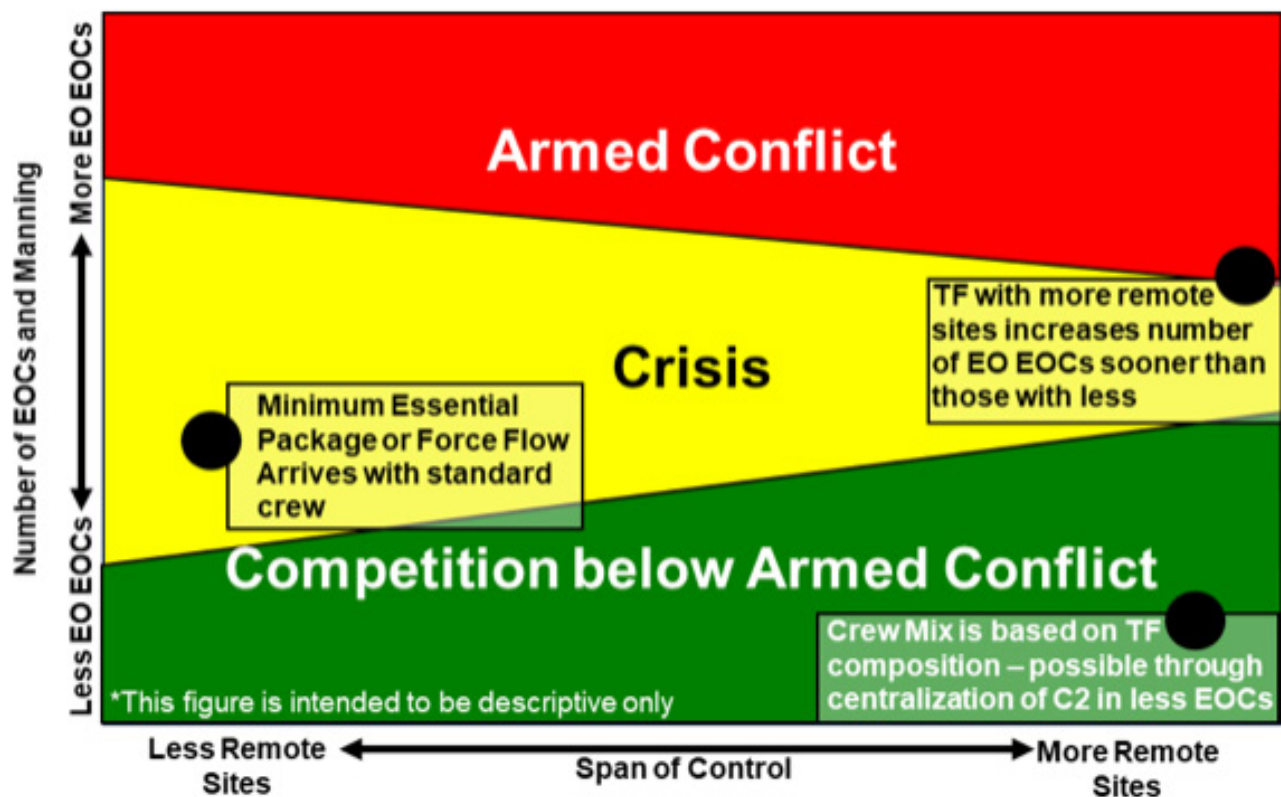 Number of EOCs and Manning
More EO EOCs
Less EO EOCs
Armed Conflict
TF with more remote
sites increases number
of EO EOCs sooner than
those with less
Crisis
Minimum Essential
Package or Force Flow
Arrives with standard
crew
Competition below Armed Conflict
Crew Mix is based on TF
composition – possible through
centralization of C2 in less EOCs
*This figure is intended to be descriptive only
Less Remote
Sites
Span of Control
More Remote
Sites